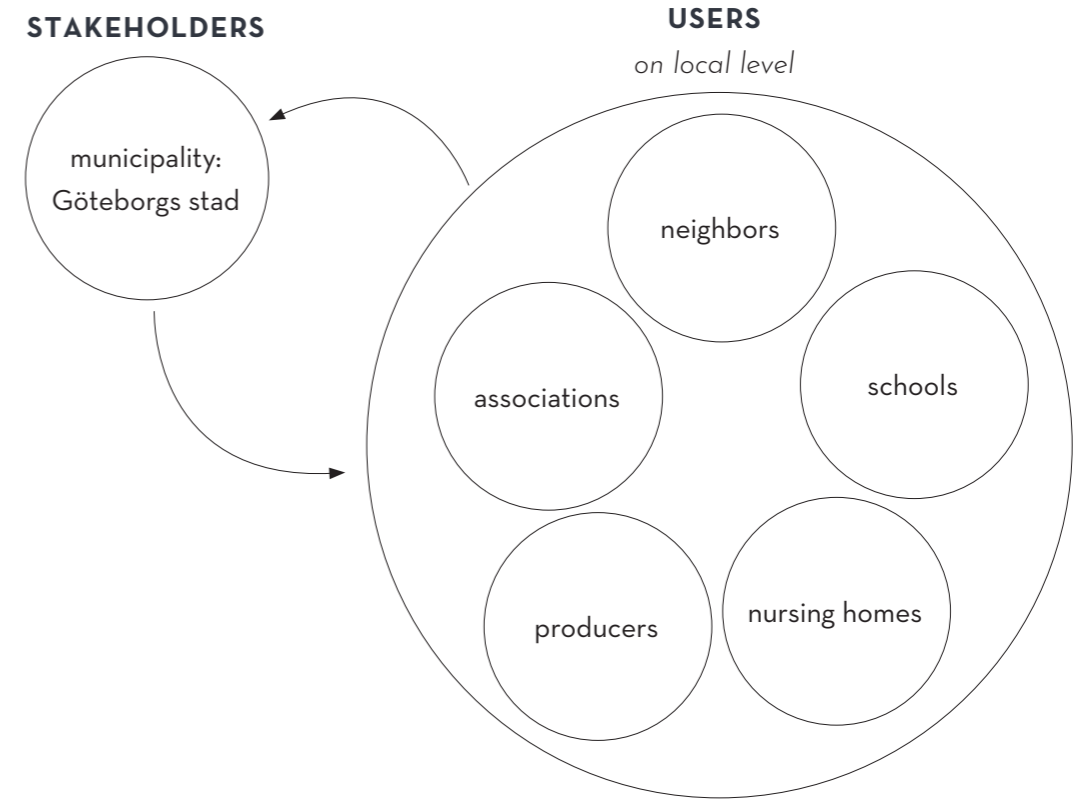 STAKEHOLDERS
municipality:
Göteborgs stad
USERS
on local level
neighbors
associations
schools
producers
nursing homes